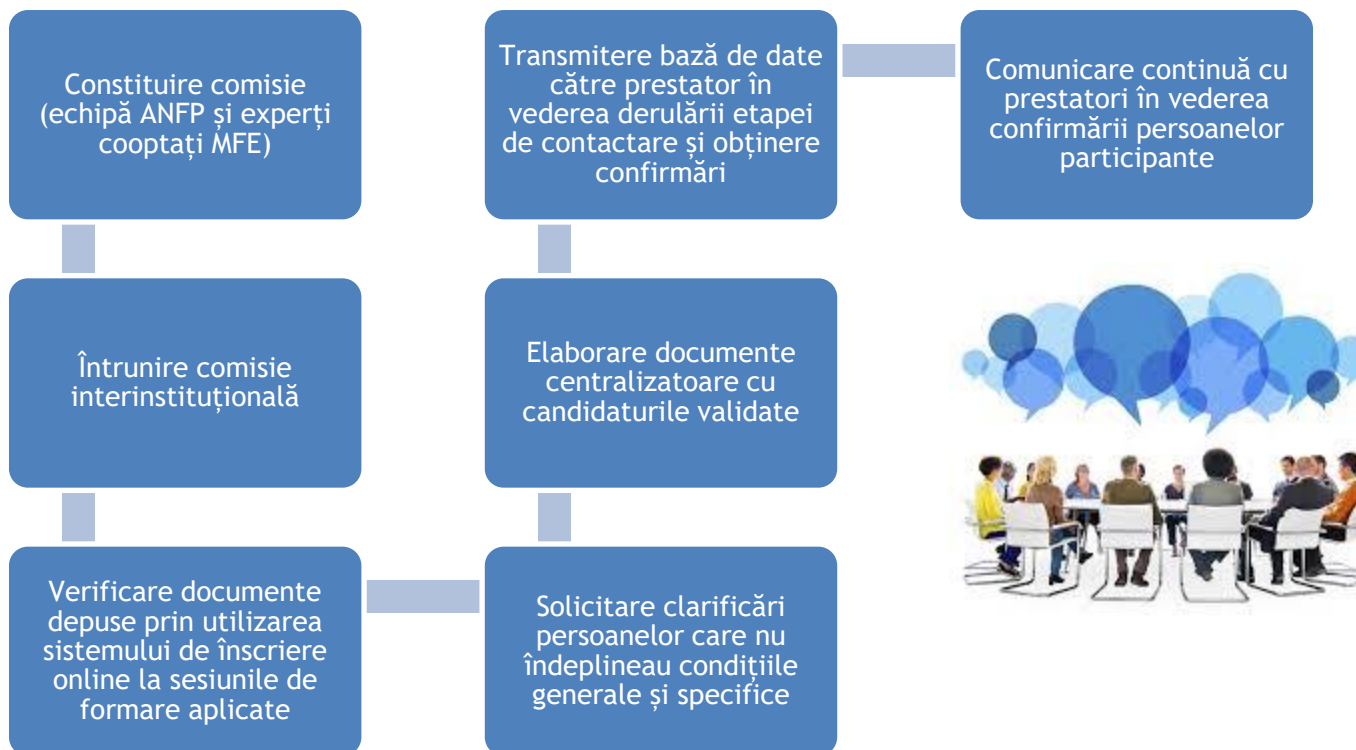 Constituire comisie
(echipă ANFP și experți
cooptați MFE)
Întrunire comisie
interinstituțională
Verificare documente
depuse prin utilizarea
sistemului de înscriere
online la sesiunile de
formare aplicate
Solicitare clarificări
persoanelor care nu
îndeplineau condițiile
generale și specifice
Elaborare documente
centralizatoare cu
candidaturile validate
Transmitere bază de date
către prestator în
vederea derulării etapei
de contactare și obținere
confirmări
Comunicare continuă cu
prestatori în vederea
confirmării persoanelor
participante